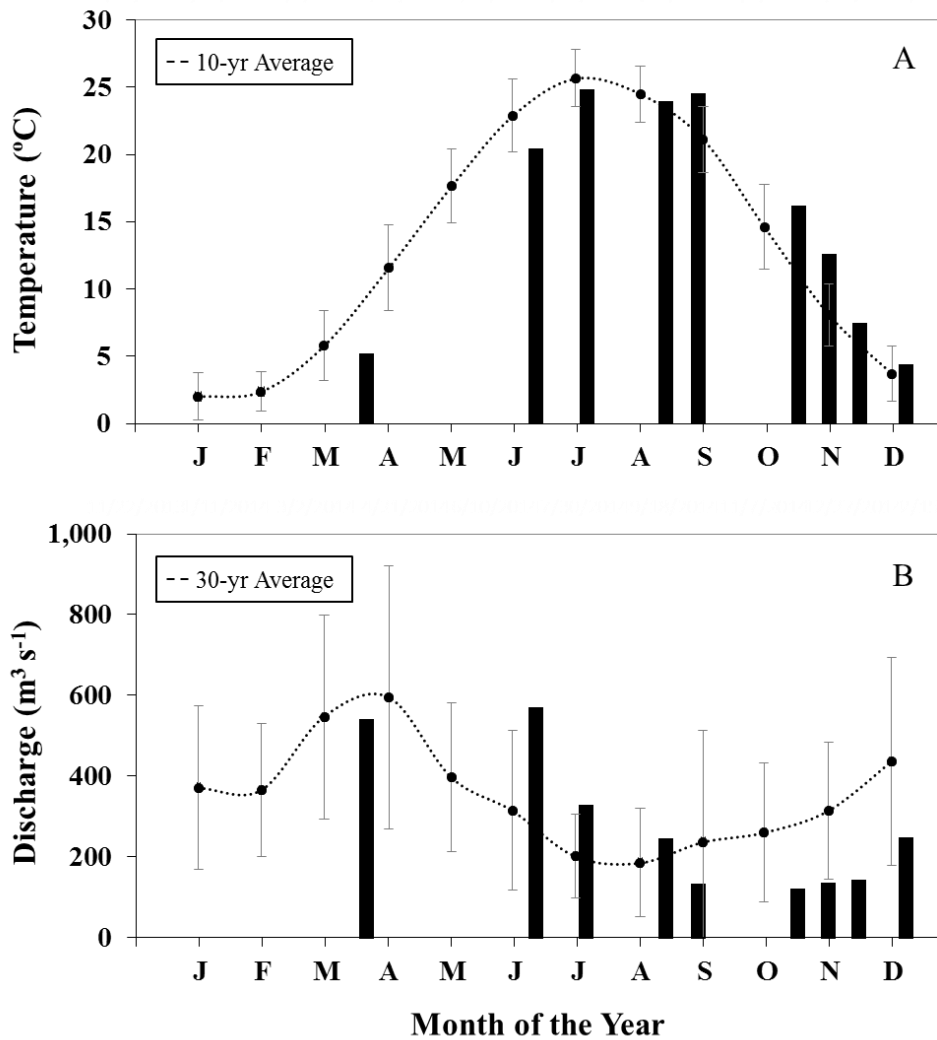 30
-- 10-yr Average
A
25
20
15
10
5
0
Temperature (ºC)
J F M A M J J A S O N D
1,000
-- 30-yr Average
B
800
600
400
200
0
Discharge (m³ s⁻¹)
J F M A M J J A S O N D
Month of the Year